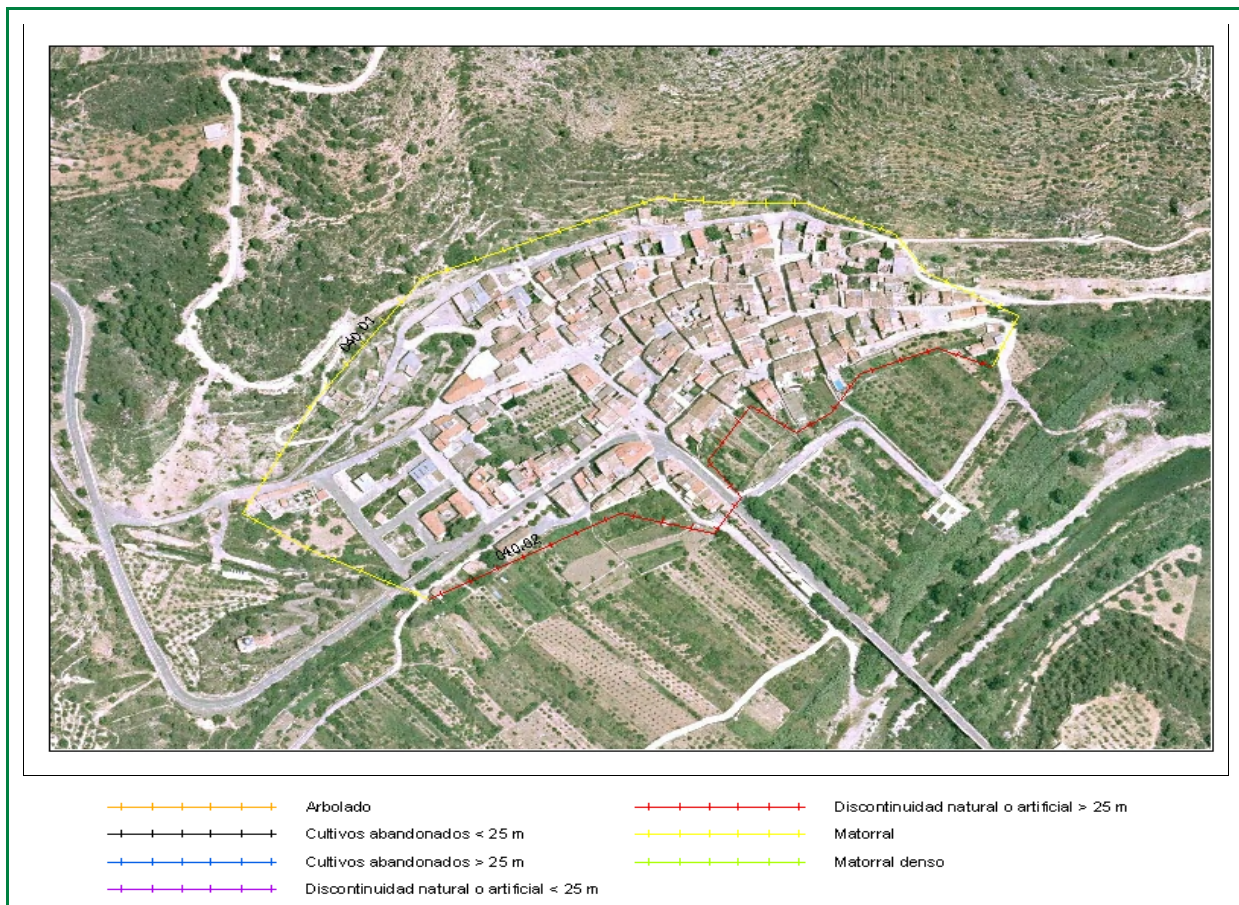 040-01
040-02
Arbolado
Cultivos abandonados < 25 m
Cultivos abandonados > 25 m
Discontinuidad natural o artificial < 25 m
Discontinuidad natural o artificial > 25 m
Matorral
Matorral denso